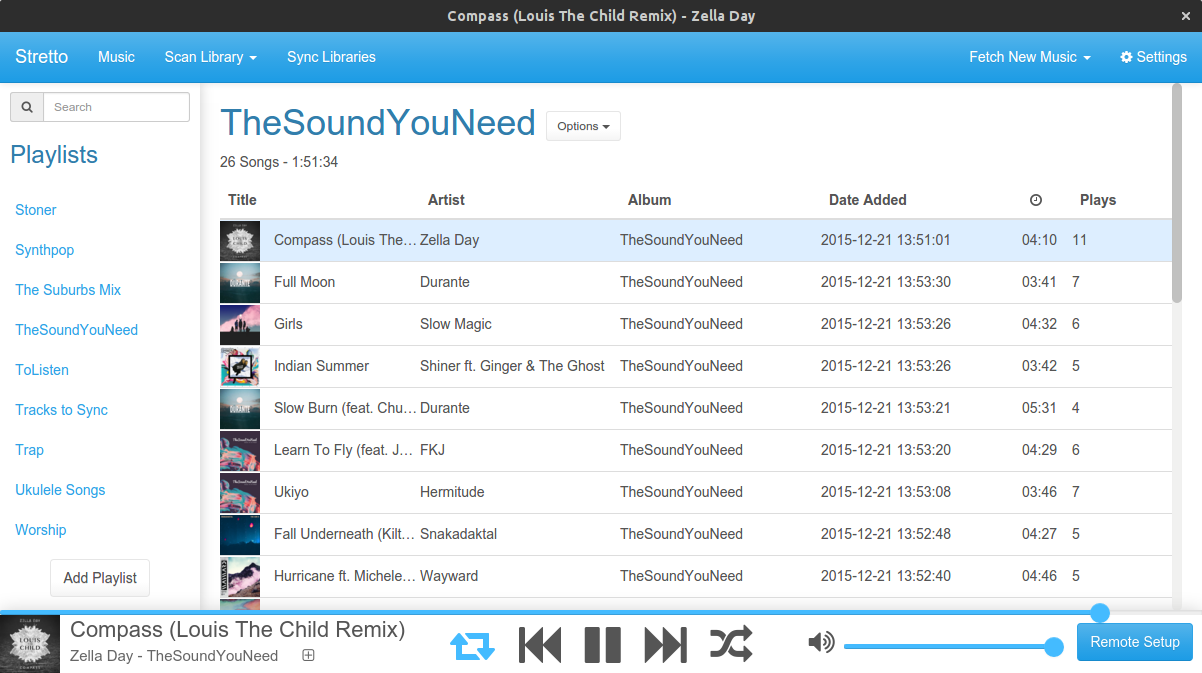 Compass (Louis The Child Remix) - Zella Day
Stretto Music Scan Library Sync Libraries Fetch New Music Settings
Search
Playlists
Stoner
Synthpop
The Suburbs Mix
TheSoundYouNeed
ToListen
Tracks to Sync
Trap
Ukulele Songs
Worship
Add Playlist
TheSoundYouNeed Options
26 Songs - 1:51:34
Title Artist Album Date Added Plays
Compass (Louis The… Zella Day TheSoundYouNeed 2015-12-21 13:51:01 04:10 11
Full Moon Durante TheSoundYouNeed 2015-12-21 13:53:30 03:41 7
Girls Slow Magic TheSoundYouNeed 2015-12-21 13:53:26 04:32 6
Indian Summer Shiner ft. Ginger & The Ghost TheSoundYouNeed 2015-12-21 13:53:26 03:42 5
Slow Burn (feat. Chu… Durante TheSoundYouNeed 2015-12-21 13:53:21 05:31 4
Learn To Fly (feat. J… FKJ TheSoundYouNeed 2015-12-21 13:53:20 04:29 6
Ukiyo Hermitude TheSoundYouNeed 2015-12-21 13:53:08 03:46 7
Fall Underneath (Kilt… Snakadaktal TheSoundYouNeed 2015-12-21 13:52:48 04:27 5
Hurricane ft. Michele… Wayward TheSoundYouNeed 2015-12-21 13:52:40 04:46 5
ZELLA DAY
LOUIS
CHILD
Compass (Louis The Child Remix)
Zella Day - TheSoundYouNeed
Remote Setup